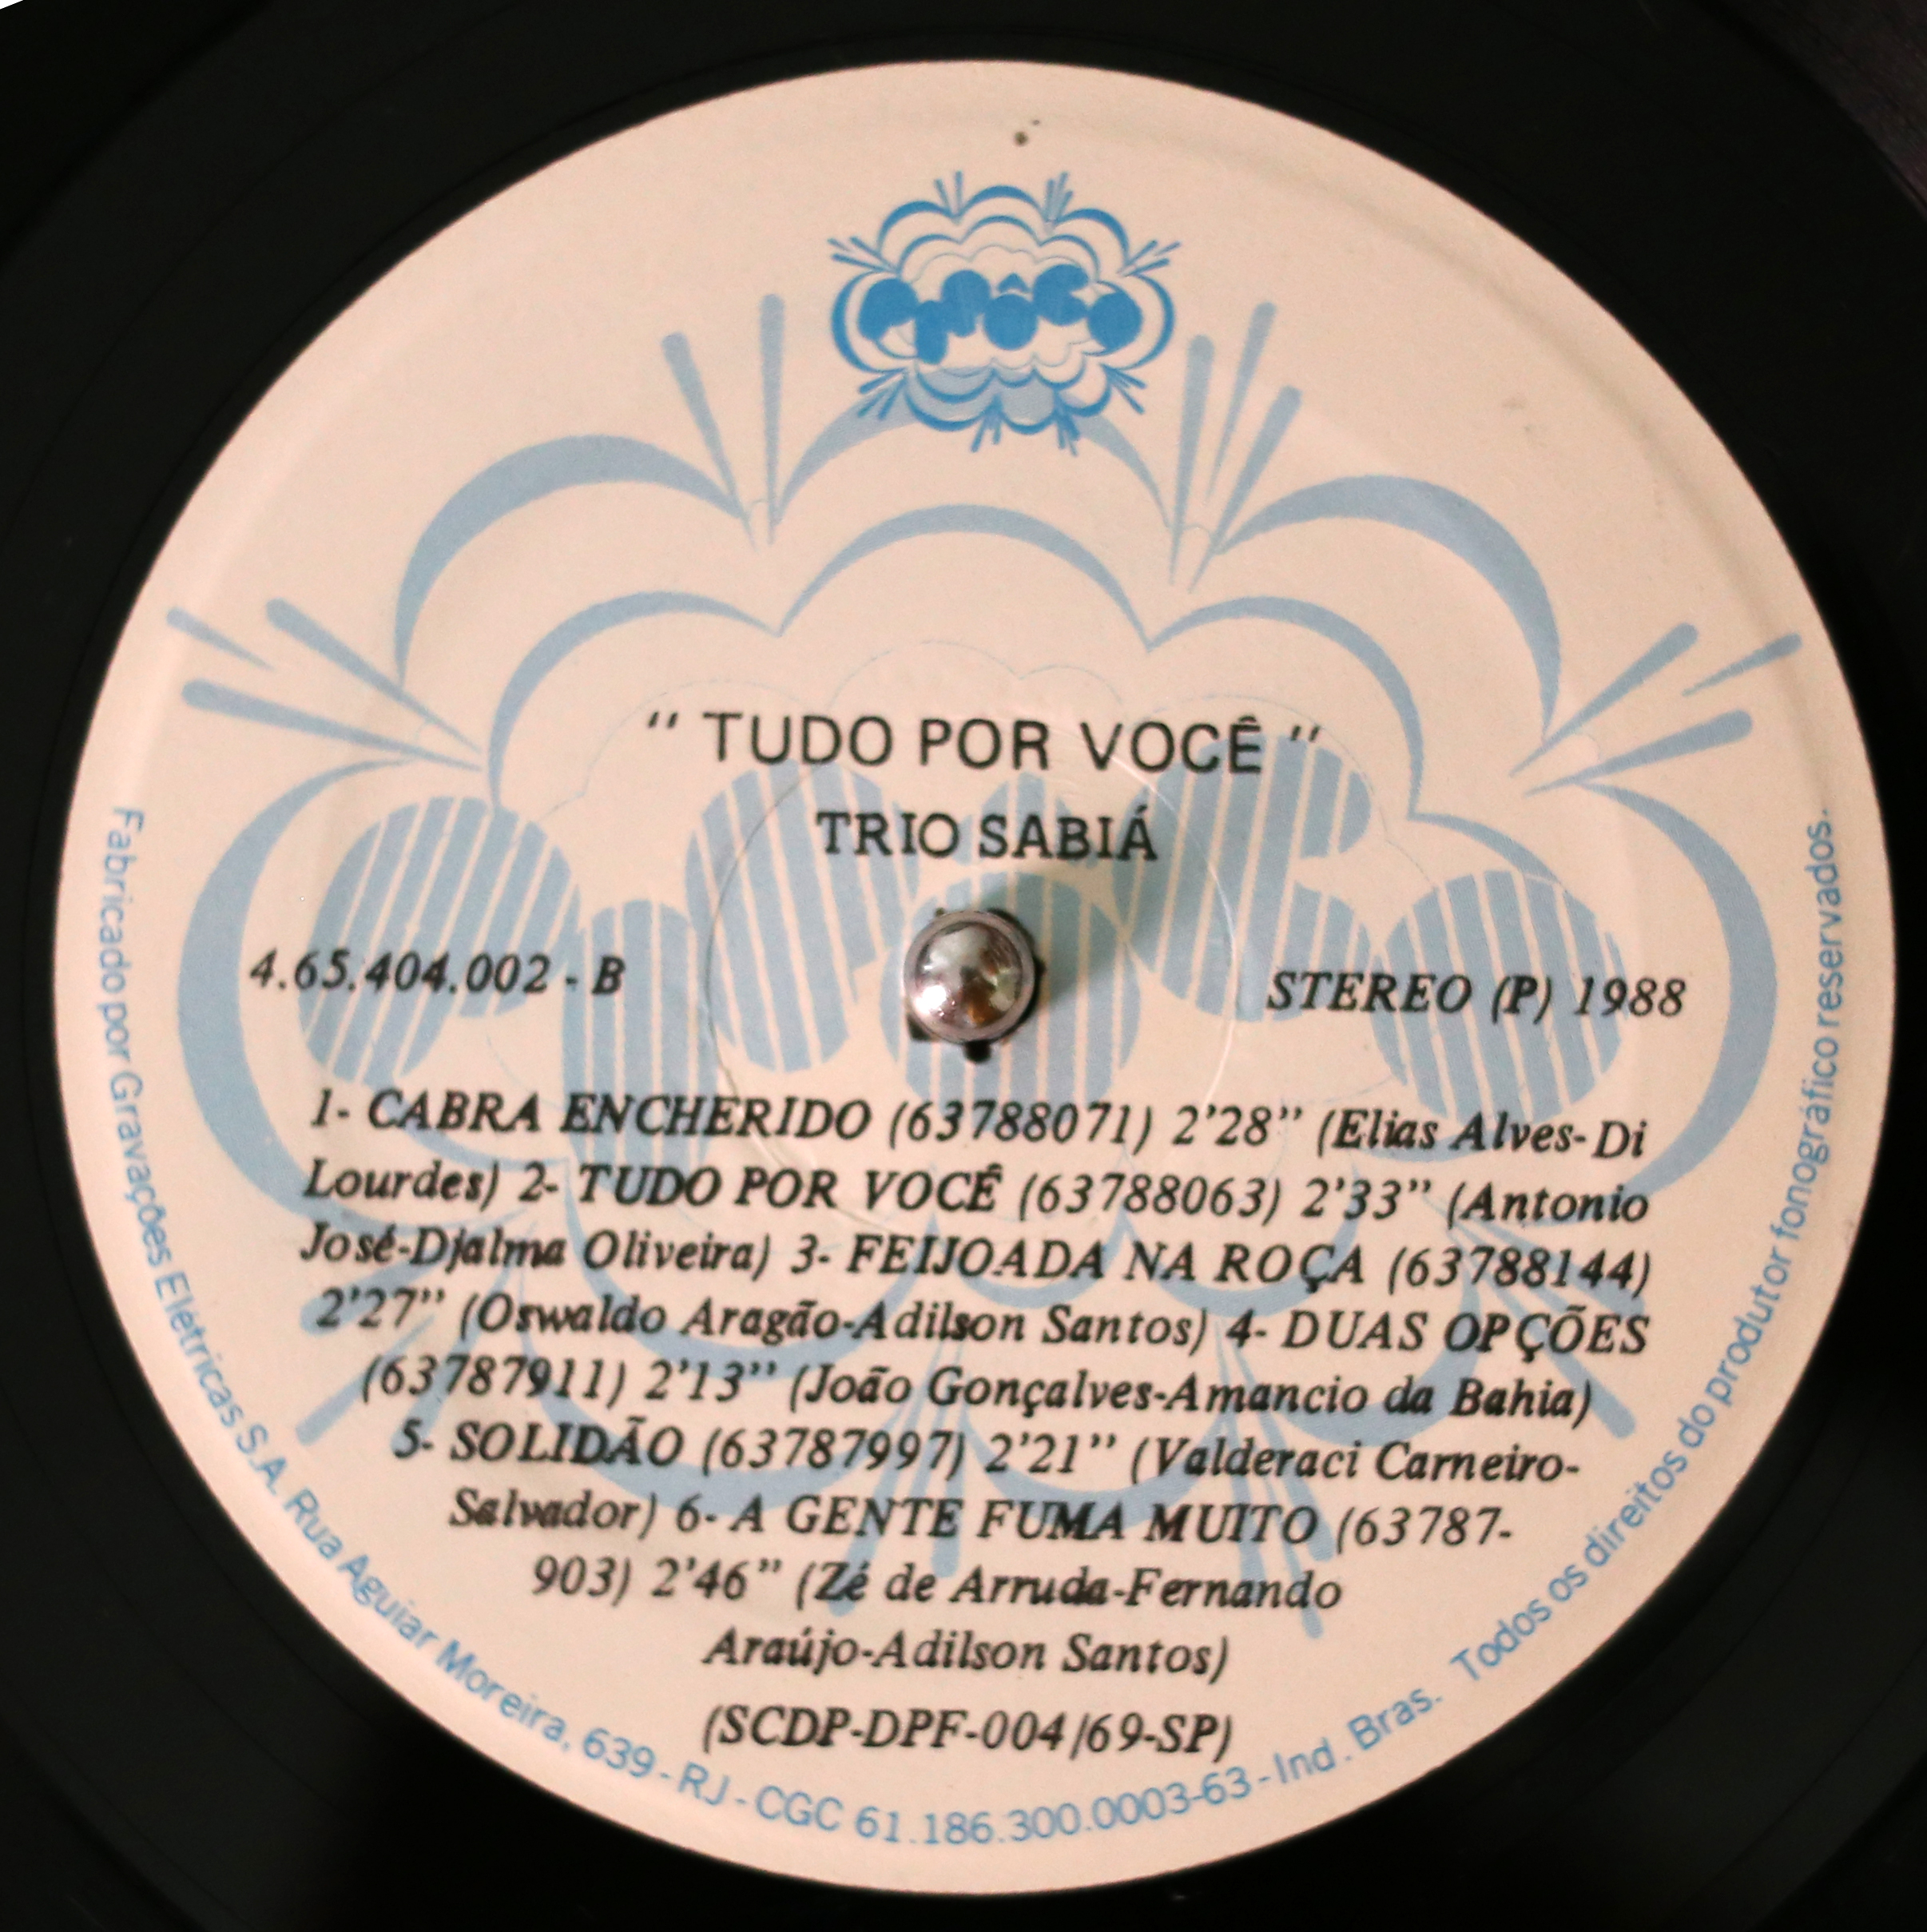 PIPÔCO
" TUDO POR VOCÊ "
TRIO SABIÁ
4.65.404.002 - B
STEREO (P) 1988
1- CABRA ENCHERIDO (63788071) 2'28" (Elias Alves-Di
Lourdes) 2- TUDO POR VOCÊ (63788063) 2'33" (Antonio
José-Djalma Oliveira) 3- FEIJOADA NA ROÇA (63788144)
2'27" (Oswaldo Aragão-Adilson Santos) 4- DUAS OPÇÕES
(63787911) 2'13" (João Gonçalves-Amancio da Bahia)
5- SOLIDÃO (63787997) 2'21" (Valderaci Carneiro-
Salvador) 6- A GENTE FUMA MUITO (63787-
903) 2'46" (Zé de Arruda-Fernando
Araújo-Adilson Santos)
(SCDP-DPF-004/69-SP)
Fabricado por Gravações Elétricas S.A. Rua Aguiar Moreira, 639 - RJ - CGC 61.186.300.0003-63 - Ind. Bras. Todos os direitos do produtor fonográfico reservados.